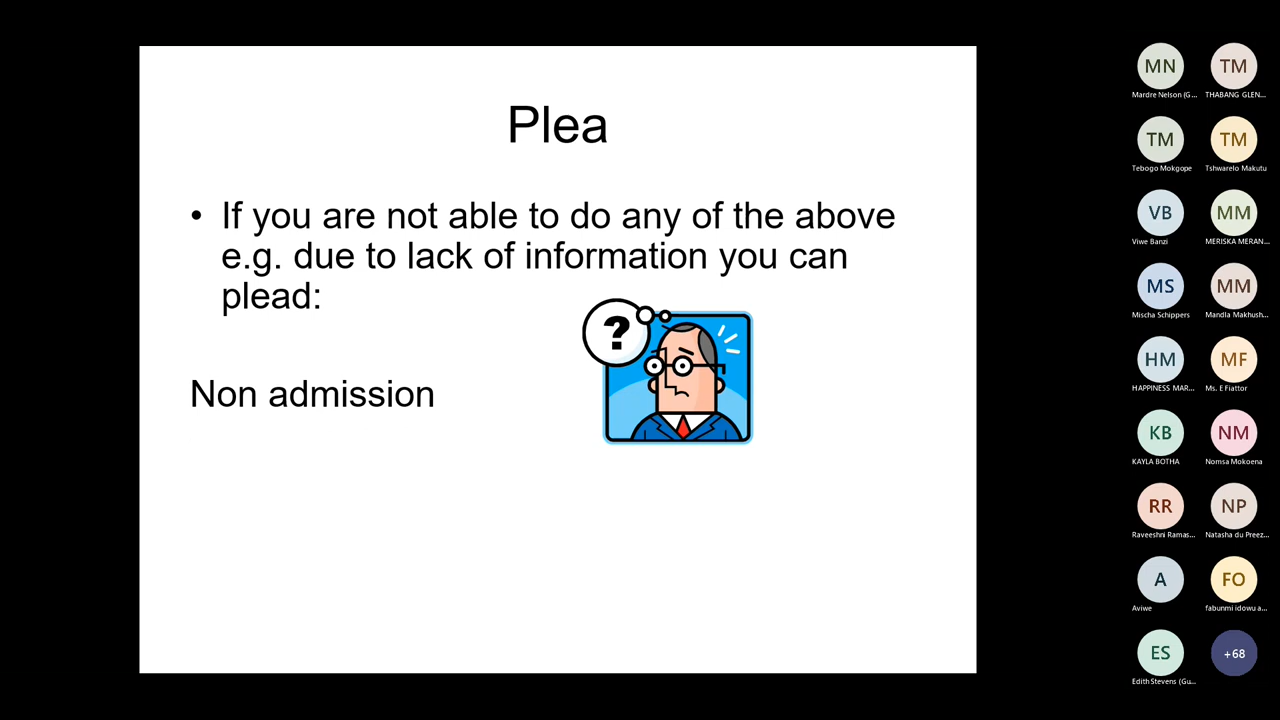 Plea
• If you are not able to do any of the above
e.g. due to lack of information you can
plead:
?
Non admission
MN
TM
Mardre Nelson (G...
THABANG GLEN...
TM
TM
Tebogo Mokgope
Tshwarelo Makutu
VB
MM
Viwe Banzi
MERISKA MERAN...
MS
MM
Mischa Schippers
Mandla Makhush...
HM
MF
HAPPINESS MAR...
Ms. E Fiattor
KB
NM
KAYLA BOTHA
Nomsa Mokoena
RR
NP
Raveeshni Ramas...
Natasha du Preez...
A
FO
Aviwe
fabunmi idowu a...
ES
+68
Edith Stevens (Gu...